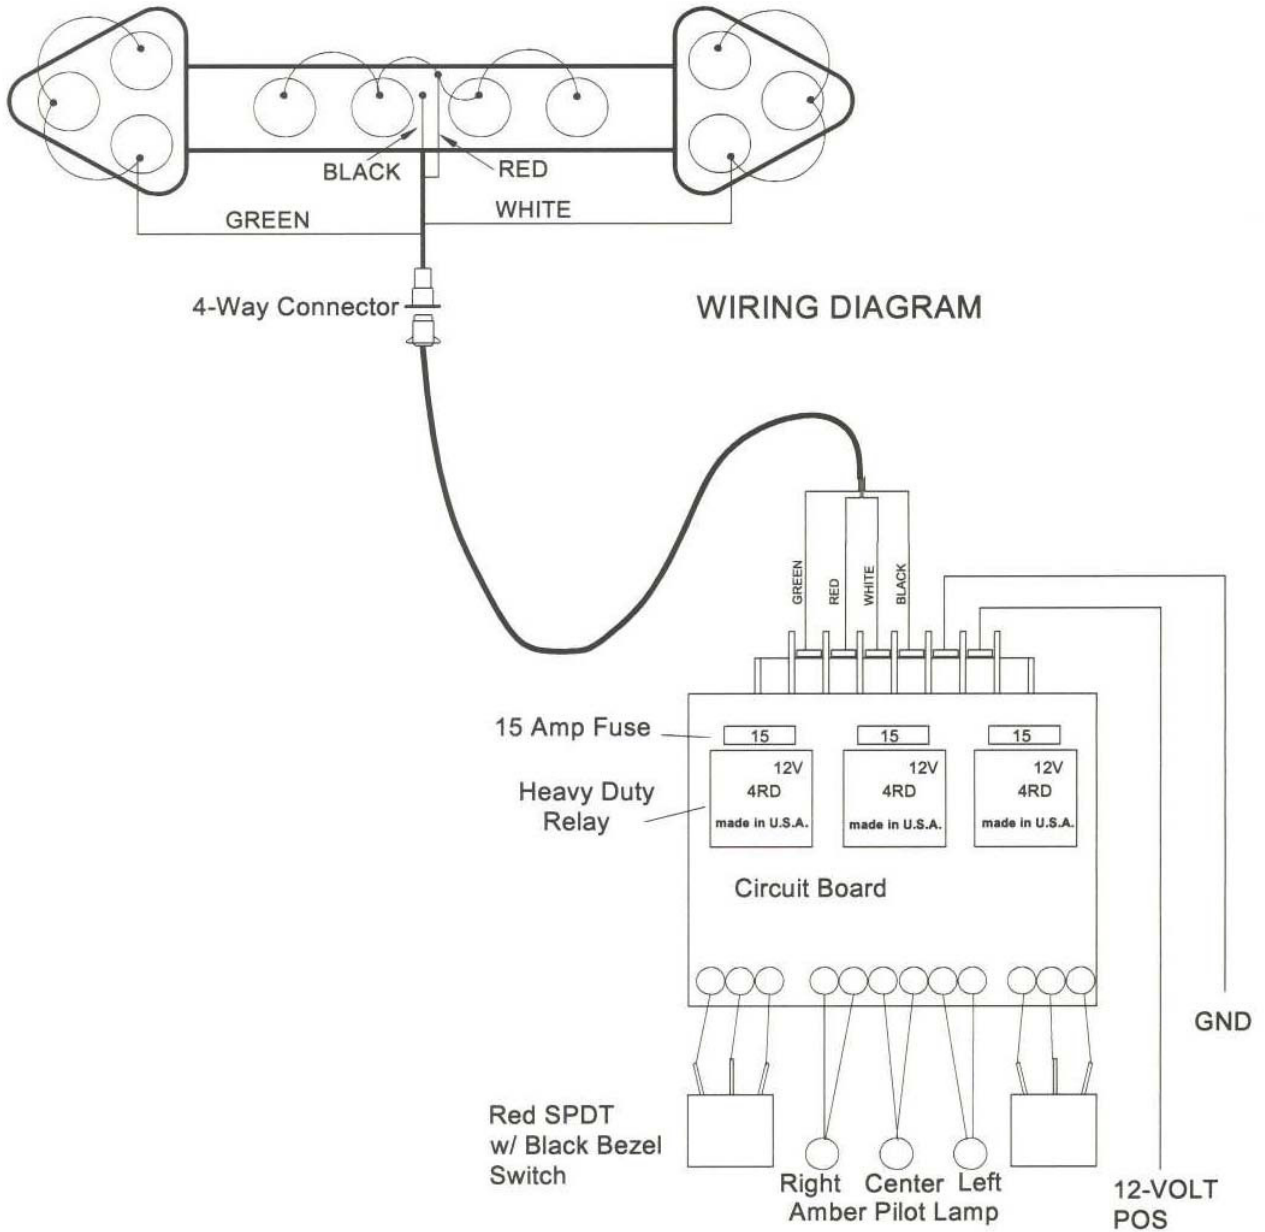 BLACK
RED
GREEN
WHITE
4-Way Connector
WIRING DIAGRAM
GREEN
RED
WHITE
BLACK
15 Amp Fuse
15
15
15
12V
4RD
made in U.S.A.
12V
4RD
made in U.S.A.
12V
4RD
made in U.S.A.
Heavy Duty
Relay
Circuit Board
GND
Red SPDT
w/ Black Bezel
Switch
Right Center Left
Amber Pilot Lamp
12-VOLT
POS